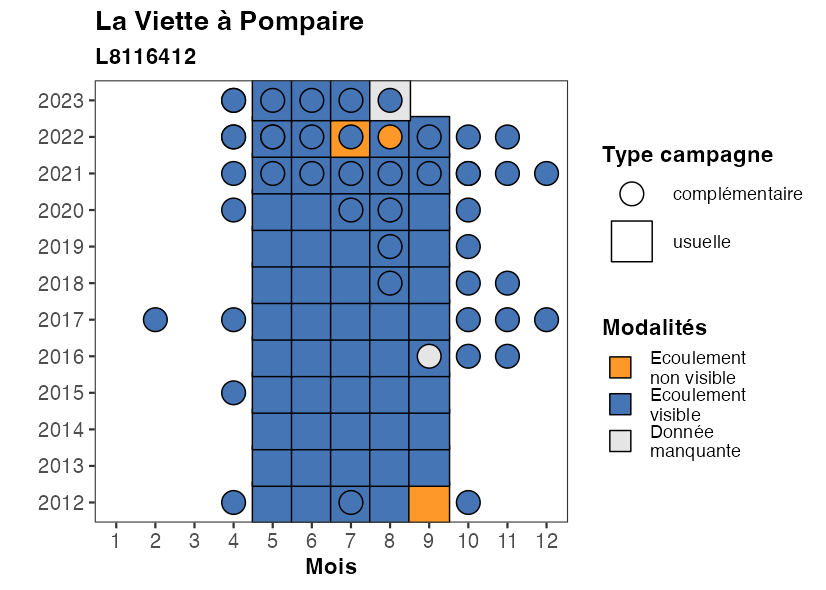 La Viette à Pompaire
L8116412
2023
2022
2021
2020
2019
2018
2017
2016
2015
2014
2013
2012
1 2 3 4 5 6 7 8 9 10 11 12
Mois
Type campagne
complémentaire
usuelle
Modalités
Ecoulement
non visible
Ecoulement
visible
Donnée
manquante